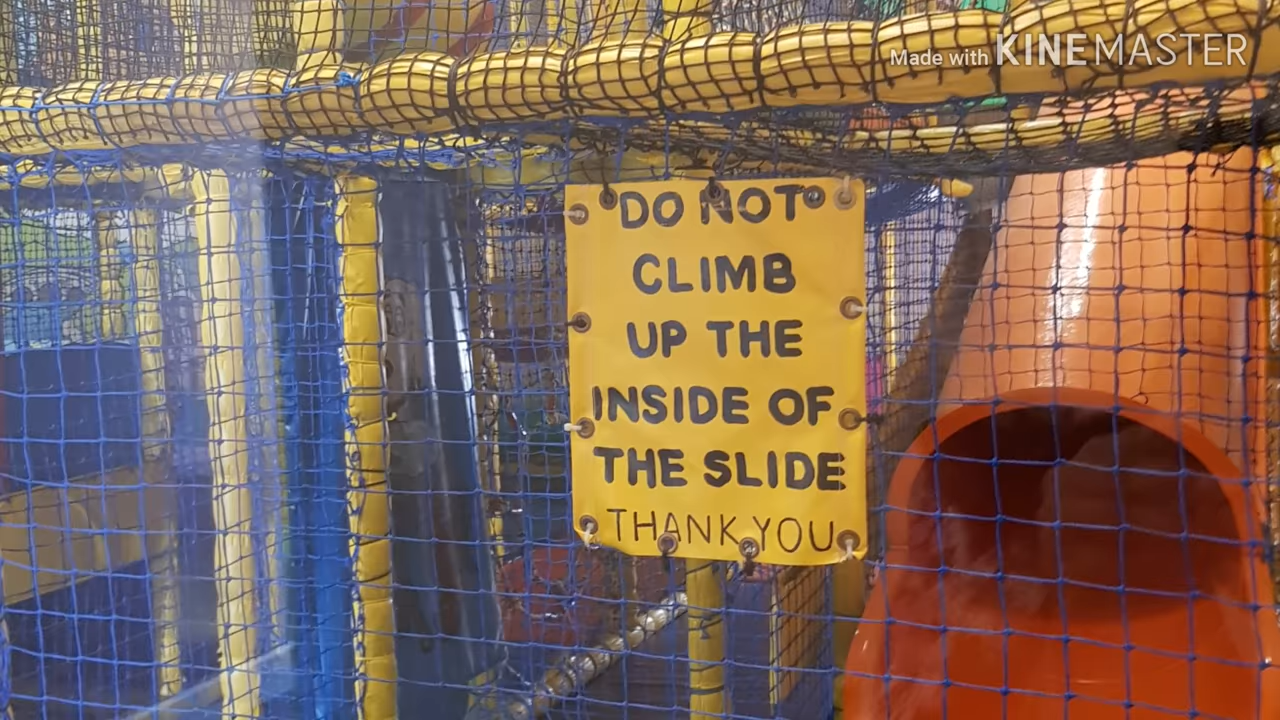 Made with KINEMASTER
DO NOT
CLIMB
UP THE
INSIDE OF
THE SLIDE
THANK YOU